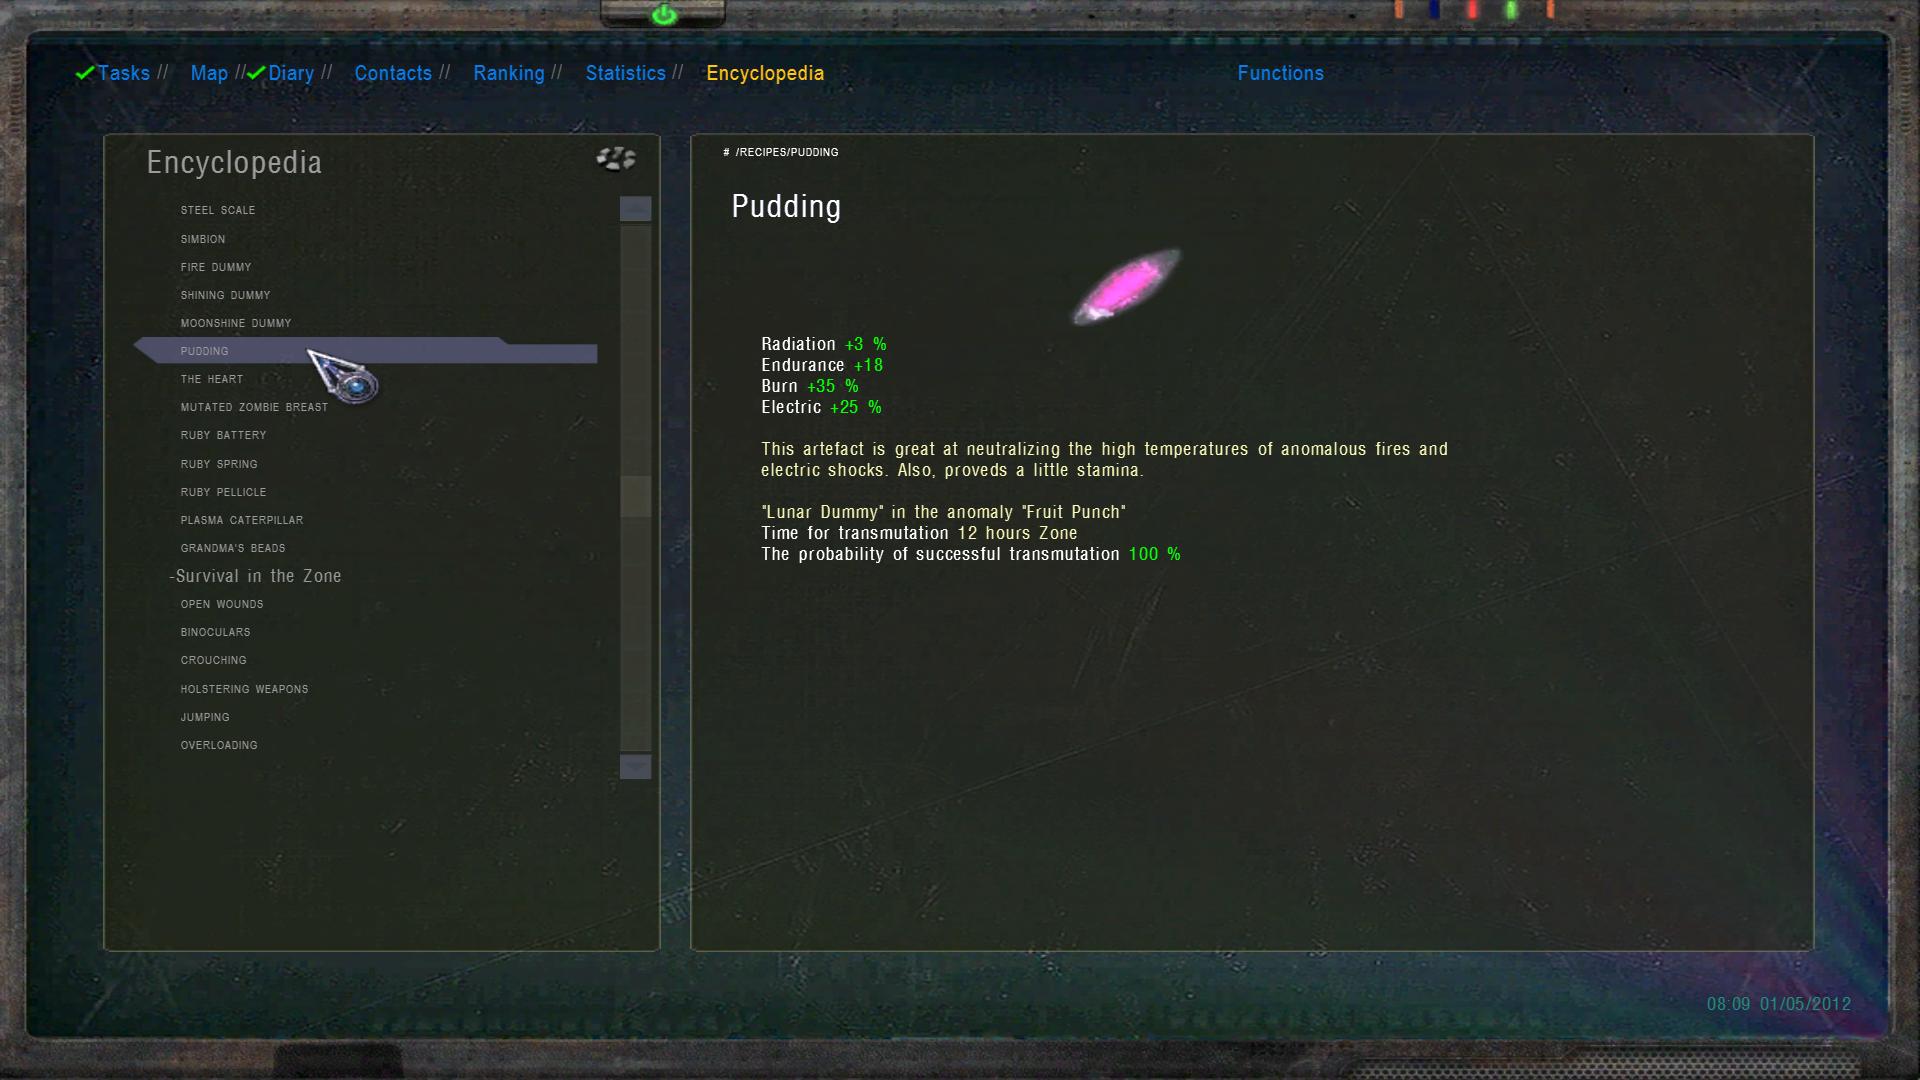 Tasks // Map // Diary // Contacts // Ranking // Statistics // Encyclopedia Functions
Encyclopedia
STEEL SCALE
SIMBION
FIRE DUMMY
SHINING DUMMY
MOONSHINE DUMMY
PUDDING
THE HEART
MUTATED ZOMBIE BREAST
RUBY BATTERY
RUBY SPRING
RUBY PELLICLE
PLASMA CATERPILLAR
GRANDMA'S BEADS
-Survival in the Zone
OPEN WOUNDS
BINOCULARS
CROUCHING
HOLSTERING WEAPONS
JUMPING
OVERLOADING
# /RECIPES/PUDDING
Pudding
Radiation +3 %
Endurance +18
Burn +35 %
Electric +25 %
This artefact is great at neutralizing the high temperatures of anomalous fires and
electric shocks. Also, proveds a little stamina.
"Lunar Dummy" in the anomaly "Fruit Punch"
Time for transmutation 12 hours Zone
The probability of successful transmutation 100 %
08:09 01/05/2012